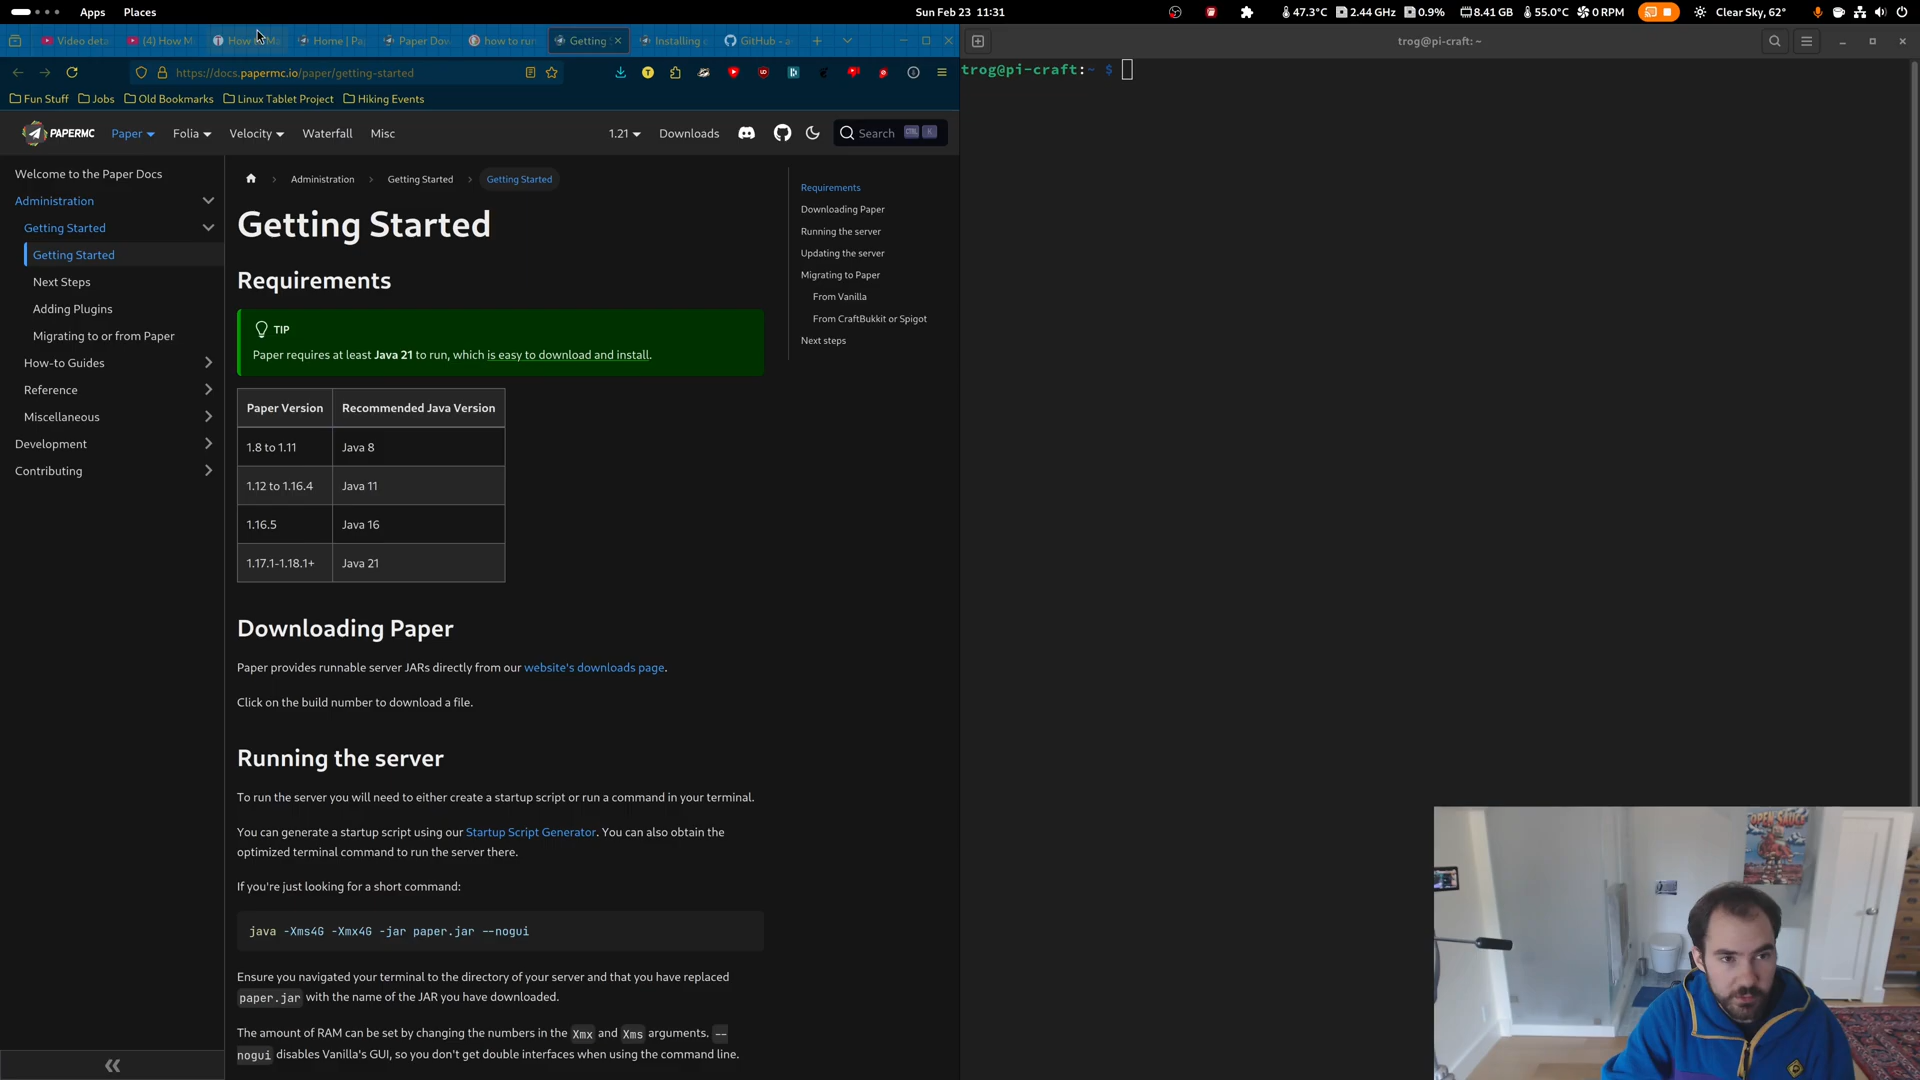 Apps Places Sun Feb 23 11:31 47.3°C 2.44 GHz 0.9% 8.41 GB 55.0°C 0 RPM Clear Sky, 62°
Video deta (4) How M How Home | Pa Paper Dow how to run Getting Installing GitHub - a
https://docs.papermc.io/paper/getting-started
Fun Stuff Jobs Old Bookmarks Linux Tablet Project Hiking Events
PAPERMC Paper Folia Velocity Waterfall Misc 1.21 Downloads Search CTRL K
Welcome to the Paper Docs
Administration
Getting Started
Getting Started
Next Steps
Adding Plugins
Migrating to or from Paper
How-to Guides
Reference
Miscellaneous
Development
Contributing
Administration Getting Started Getting Started
Getting Started
Requirements
TIP
Paper requires at least Java 21 to run, which is easy to download and install.
Paper Version Recommended Java Version
1.8 to 1.11 Java 8
1.12 to 1.16.4 Java 11
1.16.5 Java 16
1.17.1-1.18.1+ Java 21
Downloading Paper
Paper provides runnable server JARs directly from our website's downloads page.
Click on the build number to download a file.
Running the server
To run the server you will need to either create a startup script or run a command in your terminal.
You can generate a startup script using our Startup Script Generator. You can also obtain the
optimized terminal command to run the server there.
If you're just looking for a short command:
java -Xms4G -Xmx4G -jar paper.jar --nogui
Ensure you navigated your terminal to the directory of your server and that you have replaced
paper.jar with the name of the JAR you have downloaded.
The amount of RAM can be set by changing the numbers in the Xmx and Xms arguments. --
nogui disables Vanilla's GUI, so you don't get double interfaces when using the command line.
Requirements
Downloading Paper
Running the server
Updating the server
Migrating to Paper
From Vanilla
From CraftBukkit or Spigot
Next steps
trog@pi-craft: ~
trog@pi-craft:~ $
OPEN SAUCE